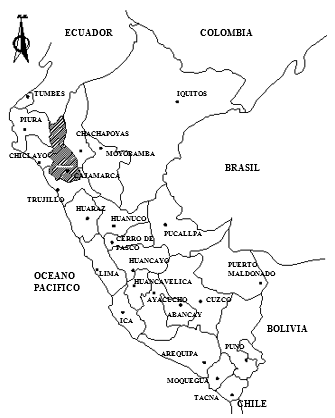 ECUADOR
COLOMBIA
TUMBES
IQUITOS
PIURA
CHACHAPOYAS
CHICLAYO
MOYOBAMBA
BRASIL
CAJAMARCA
TRUJILLO
HUARAZ
HUANUCO
PUCALLPA
CERRO DE
PASCO
HUANCAYO
PUERTO
MALDONADO
OCEANO
PACIFICO
LIMA
HUANCAVELICA
AYACUCHO
CUZCO
ABANCAY
ICA
BOLIVIA
PUNO
AREQUIPA
MOQUEGUA
TACNA
CHILE